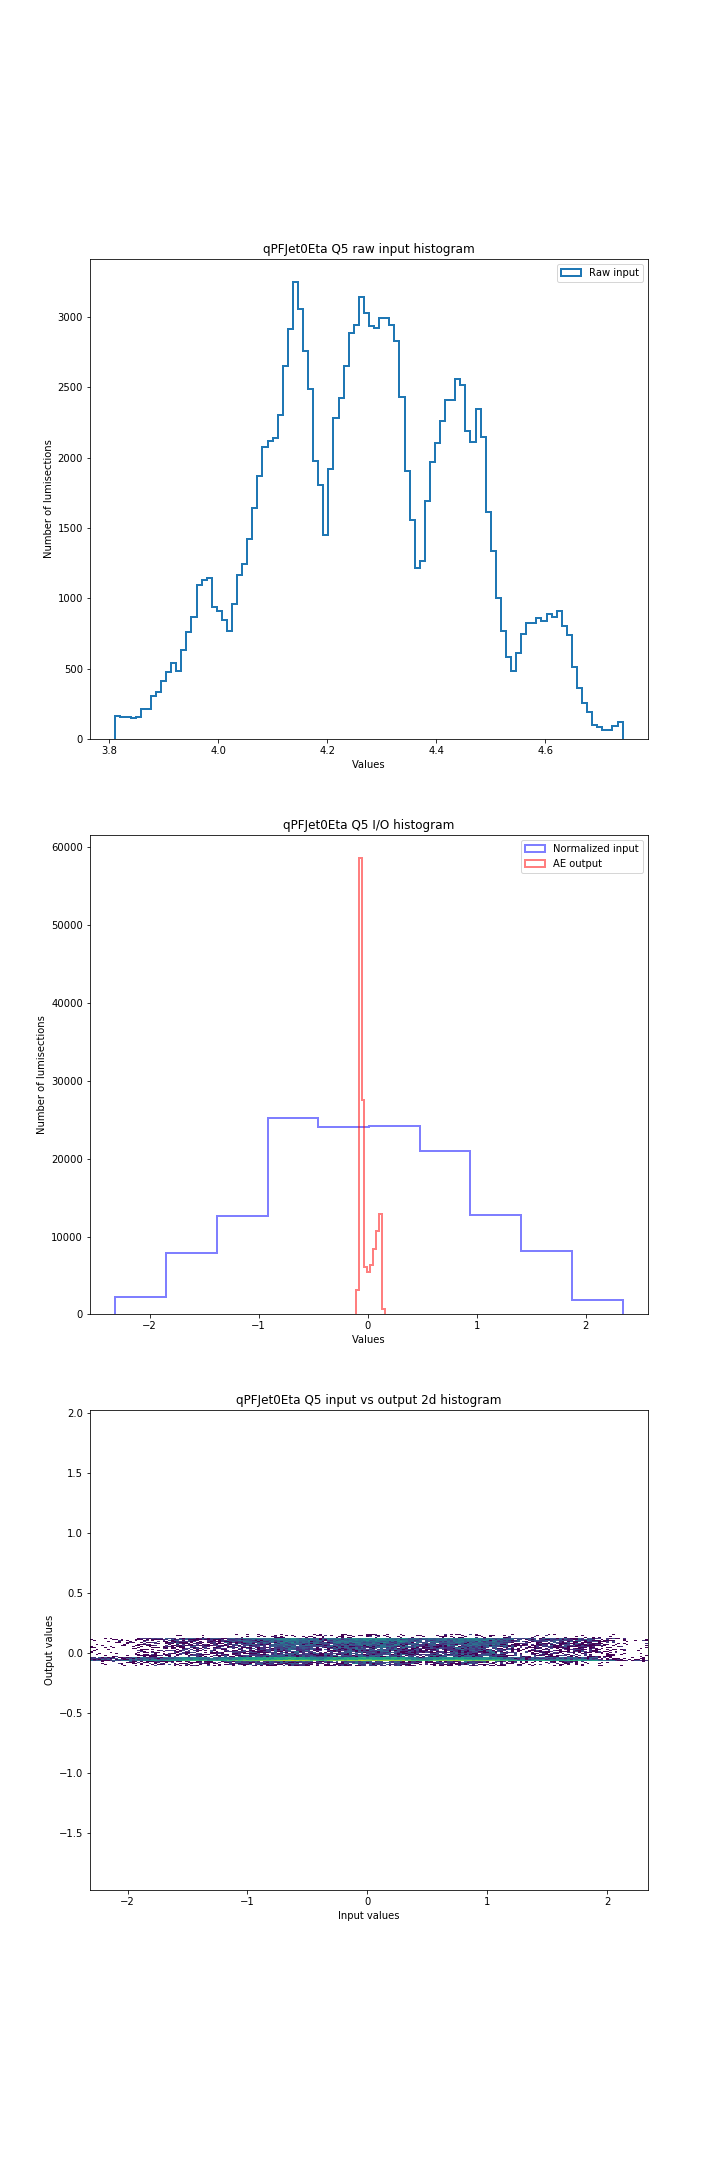 qPFJet0Eta Q5 raw input histogram
Raw input
3000
2500
2000
1500
1000
500
0
Number of lumisections
3.8 4.0 4.2 4.4 4.6
Values
qPFJet0Eta Q5 I/O histogram
Normalized input
AE output
60000
50000
40000
30000
20000
10000
0
Number of lumisections
−2 −1 0 1 2
Values
qPFJet0Eta Q5 input vs output 2d histogram
2.0
1.5
1.0
0.5
0.0
−0.5
−1.0
−1.5
Output values
−2 −1 0 1 2
Input values